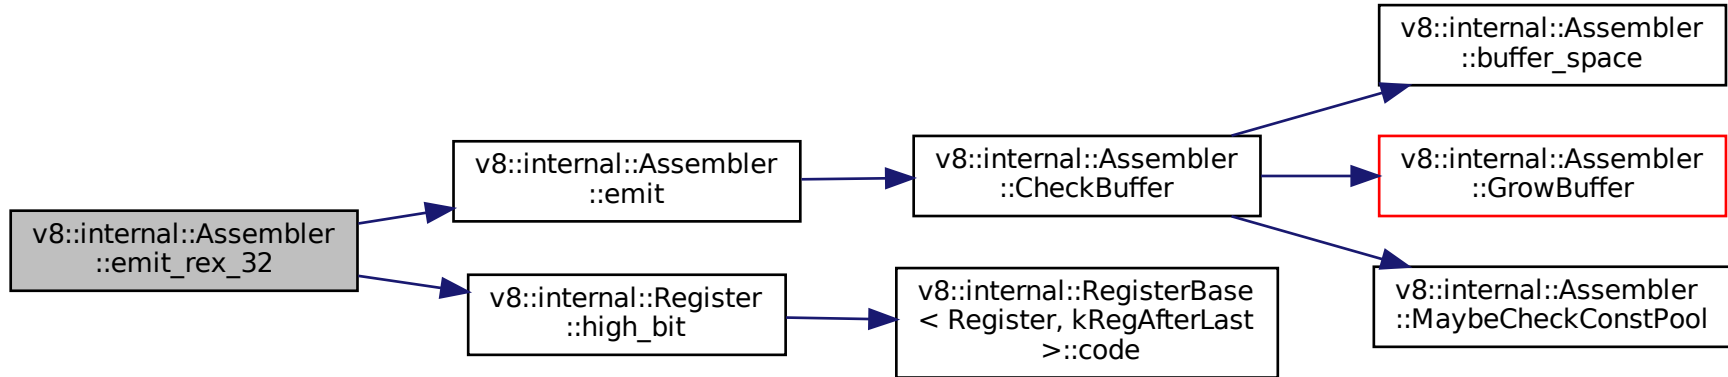 v8::internal::Assembler
::emit_rex_32
v8::internal::Assembler
::emit
v8::internal::Register
::high_bit
v8::internal::Assembler
::CheckBuffer
v8::internal::RegisterBase
< Register, kRegAfterLast
>::code
v8::internal::Assembler
::buffer_space
v8::internal::Assembler
::GrowBuffer
v8::internal::Assembler
::MaybeCheckConstPool